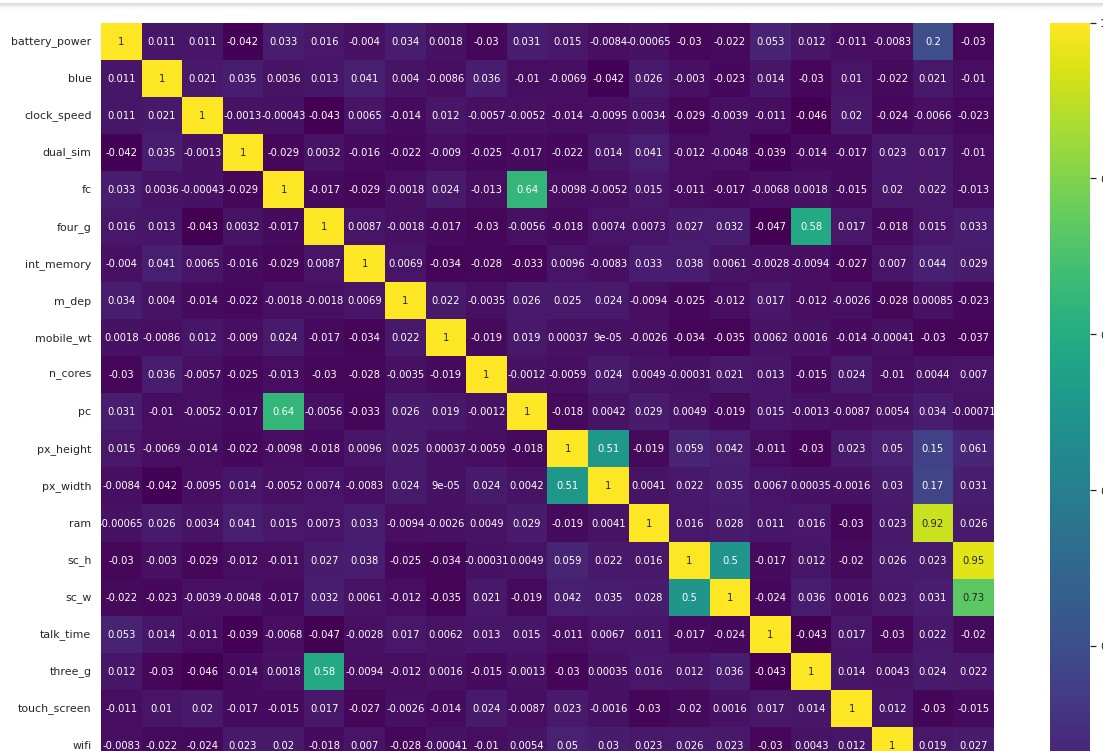 battery_power 1 0.011 0.011 -0.042 0.033 0.016 -0.004 0.034 0.0018 -0.03 0.031 0.015 -0.0084 -0.00065 -0.03 -0.022 0.053 0.012 -0.011 -0.0083 0.2 -0.03
blue 0.011 1 0.021 0.035 0.0036 0.013 0.041 0.004 -0.0086 0.036 -0.01 -0.0069 -0.042 0.026 -0.003 -0.023 0.014 -0.03 0.01 -0.022 0.021 -0.01
clock_speed 0.011 0.021 1 -0.0013 -0.00043 -0.043 0.0065 -0.014 0.012 -0.0057 -0.0052 -0.014 -0.0095 0.0034 -0.029 -0.0039 -0.011 -0.046 0.02 -0.024 -0.0066 -0.023
dual_sim -0.042 0.035 -0.0013 1 -0.029 0.0032 -0.016 -0.022 -0.009 -0.025 -0.017 -0.022 0.014 0.041 -0.012 -0.0048 -0.039 -0.014 -0.017 0.023 0.017 -0.01
fc 0.033 0.0036 -0.00043 -0.029 1 -0.017 -0.029 -0.0018 0.024 -0.013 0.64 -0.0098 -0.0052 0.015 -0.011 -0.017 -0.0068 0.0018 -0.015 0.02 0.022 -0.013
four_g 0.016 0.013 -0.043 0.0032 -0.017 1 0.0087 -0.0018 -0.017 -0.03 -0.0056 -0.018 0.0074 0.0073 0.027 0.032 -0.047 0.58 0.017 -0.018 0.015 0.033
int_memory -0.004 0.041 0.0065 -0.016 -0.029 0.0087 1 0.0069 -0.034 -0.028 -0.033 0.0096 -0.0083 0.033 0.038 0.0061 -0.0028 -0.0094 -0.027 0.007 0.044 0.029
m_dep 0.034 0.004 -0.014 -0.022 -0.0018 -0.0018 0.0069 1 0.022 -0.0035 0.026 0.025 0.024 -0.0094 -0.025 -0.012 0.017 -0.012 -0.0026 -0.028 0.00085 -0.023
mobile_wt 0.0018 -0.0086 0.012 -0.009 0.024 -0.017 -0.034 0.022 1 -0.019 0.019 0.00037 9e-05 -0.0026 -0.034 -0.035 0.0062 0.0016 -0.014 -0.00041 -0.03 -0.037
n_cores -0.03 0.036 -0.0057 -0.025 -0.013 -0.03 -0.028 -0.0035 -0.019 1 -0.0012 -0.0059 0.024 0.0049 -0.00031 0.021 0.013 -0.015 0.024 -0.01 0.0044 0.007
pc 0.031 -0.01 -0.0052 -0.017 0.64 -0.0056 -0.033 0.026 0.019 -0.0012 1 -0.018 0.0042 0.029 0.0049 -0.019 0.015 -0.0013 -0.0087 0.0054 0.034 -0.00071
px_height 0.015 -0.0069 -0.014 -0.022 -0.0098 -0.018 0.0096 0.025 0.00037 -0.0059 -0.018 1 0.51 -0.019 0.059 0.042 -0.011 -0.03 0.023 0.05 0.15 0.061
px_width -0.0084 -0.042 -0.0095 0.014 -0.0052 0.0074 -0.0083 0.024 9e-05 0.024 0.0042 0.51 1 0.0041 0.022 0.035 0.0067 0.00035 -0.0016 0.03 0.17 0.031
ram 0.00065 0.026 0.0034 0.041 0.015 0.0073 0.033 -0.0094 -0.0026 0.0049 0.029 -0.019 0.0041 1 0.016 0.028 0.011 0.016 -0.03 0.023 0.92 0.026
sc_h -0.03 -0.003 -0.029 -0.012 -0.011 0.027 0.038 -0.025 -0.034 -0.00031 0.0049 0.059 0.022 0.016 1 0.5 -0.017 0.012 -0.02 0.026 0.023 0.95
sc_w -0.022 -0.023 -0.0039 -0.0048 -0.017 0.032 0.0061 -0.012 -0.035 0.021 -0.019 0.042 0.035 0.028 0.5 1 -0.024 0.036 0.0016 0.023 0.031 0.73
talk_time 0.053 0.014 -0.011 -0.039 -0.0068 -0.047 -0.0028 0.017 0.0062 0.013 0.015 -0.011 0.0067 0.011 -0.017 -0.024 1 -0.043 0.017 -0.03 0.022 -0.02
three_g 0.012 -0.03 -0.046 -0.014 0.0018 0.58 -0.0094 -0.012 0.0016 -0.015 -0.0013 -0.03 0.00035 0.016 0.012 0.036 -0.043 1 0.014 0.0043 0.024 0.022
touch_screen -0.011 0.01 0.02 -0.017 -0.015 0.017 -0.027 -0.0026 -0.014 0.024 -0.0087 0.023 -0.0016 -0.03 -0.02 0.0016 0.017 0.014 1 0.012 -0.03 -0.015
wifi -0.0083 -0.022 -0.024 0.023 0.02 -0.018 0.007 -0.028 -0.00041 -0.01 0.0054 0.05 0.03 0.023 0.026 0.023 -0.03 0.0043 0.012 1 0.019 0.027